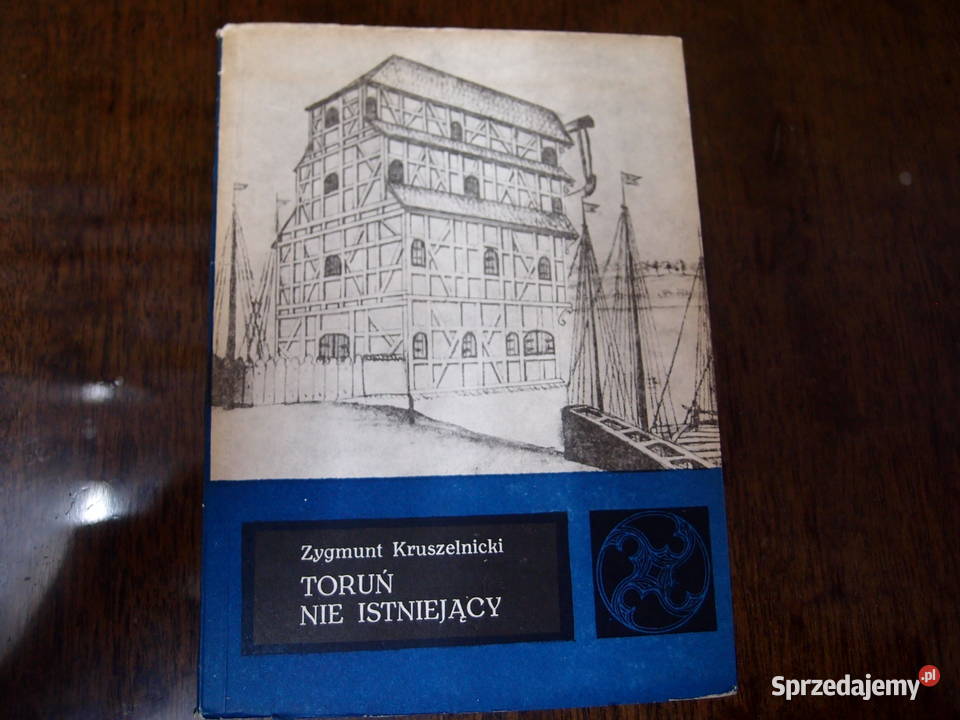 Zygmunt Kruszelnicki
TORUŃ
NIE ISTNIEJĄCY
Sprzedajemy.pl